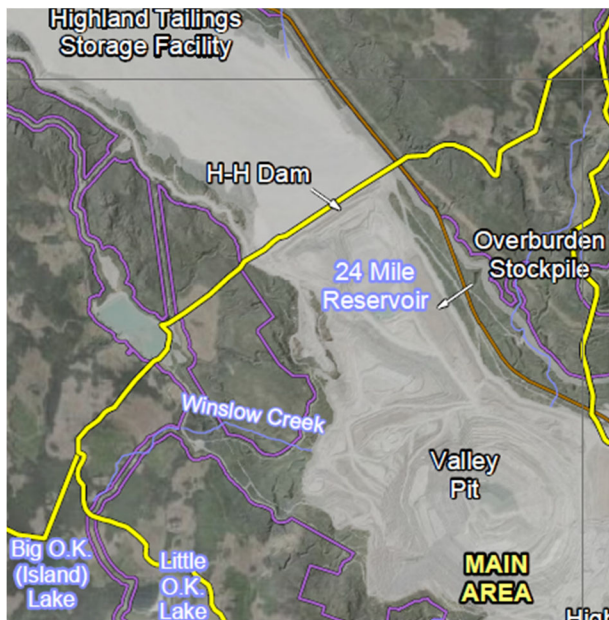 Highland Tailings
Storage Facility
H-H Dam
24 Mile
Reservoir
Overburden
Stockpile
Winslow Creek
Valley
Pit
Big O.K.
(Island)
Lake
Little
O.K.
Lake
MAIN
AREA